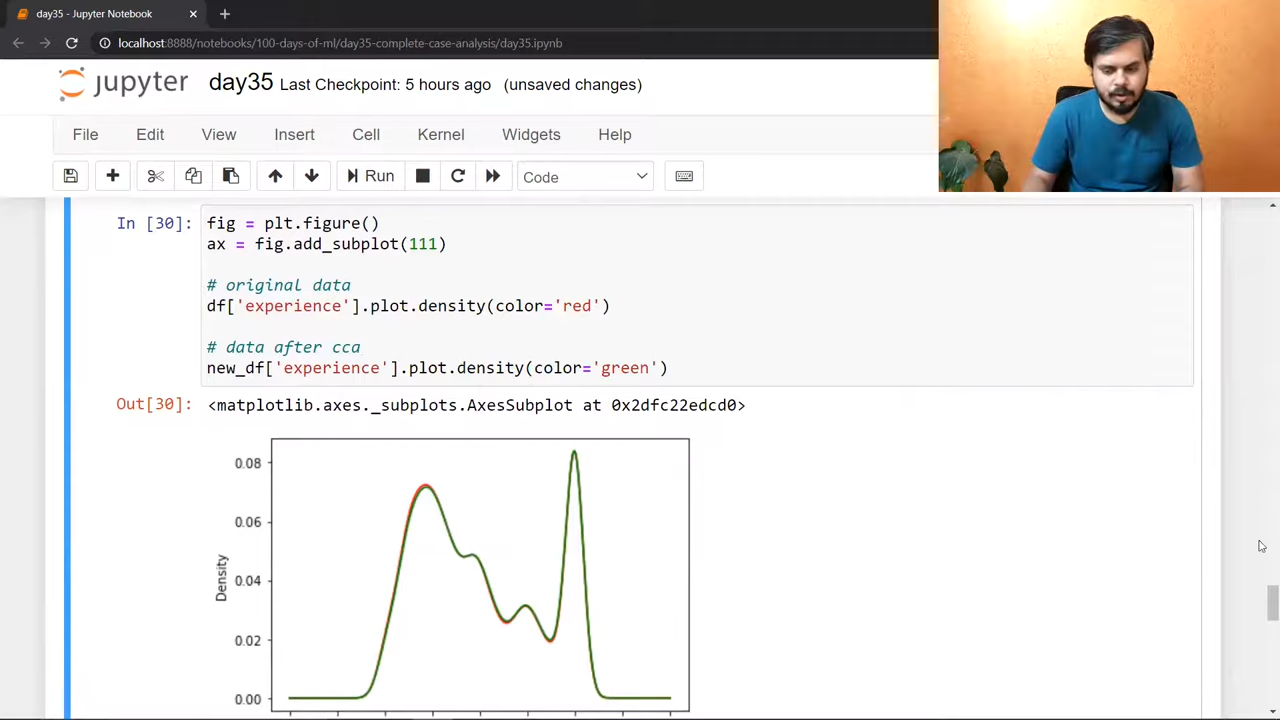 day35 - Jupyter Notebook
localhost:8888/notebooks/100-days-of-ml/day35-complete-case-analysis/day35.ipynb
jupyter day35 Last Checkpoint: 5 hours ago (unsaved changes)
File Edit View Insert Cell Kernel Widgets Help
Run Code
In [30]: fig = plt.figure()
ax = fig.add_subplot(111)
# original data
df['experience'].plot.density(color='red')
# data after cca
new_df['experience'].plot.density(color='green')
Out[30]: <matplotlib.axes._subplots.AxesSubplot at 0x2dfc22edcd0>
0.08
0.06
0.04
0.02
0.00
Density